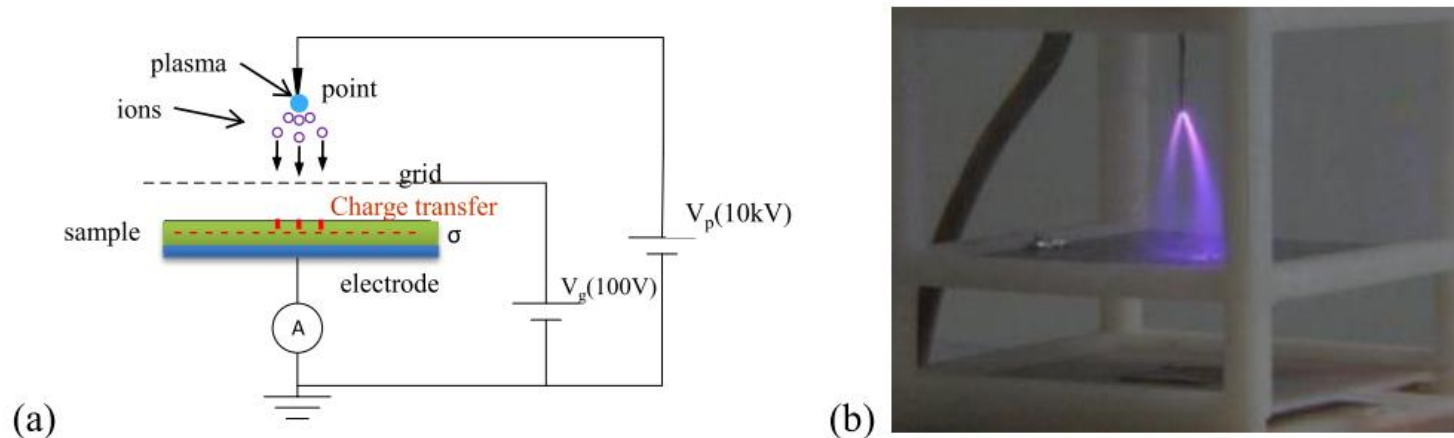 plasma
point
ions
grid
Charge transfer
sample
σ
V_p(10kV)
electrode
V_g(100V)
A
(a)
(b)